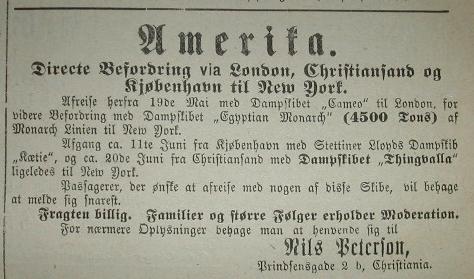 Amerika.
Directe Befordring via London, Christiansand og
Kjøbenhavn til New York.
Afreise herfra 19de Mai med Dampskibet „Cameo" til London, for
videre Befordring med Dampskibet „Egyptian Monarch" (4500 Tons) af
Monarch Linien til New York.
Afgang ca. 11te Juni fra Kjøbenhavn med Stettiner Lloyds Dampskib
„Kætie", og ca. 20de Juni fra Christiansand med Dampskibet „Thingvalla"
ligeledes til New York.
Passagerer, der ønske at afreise med nogen af disse Skibe, vil behage
at melde sig snarest.
Fragten billig. Familier og større Følger erholder Moderation.
For nærmere Oplysninger behage man at henvende sig til
Nils Peterson,
Prindsensgade 2 b, Christiania.